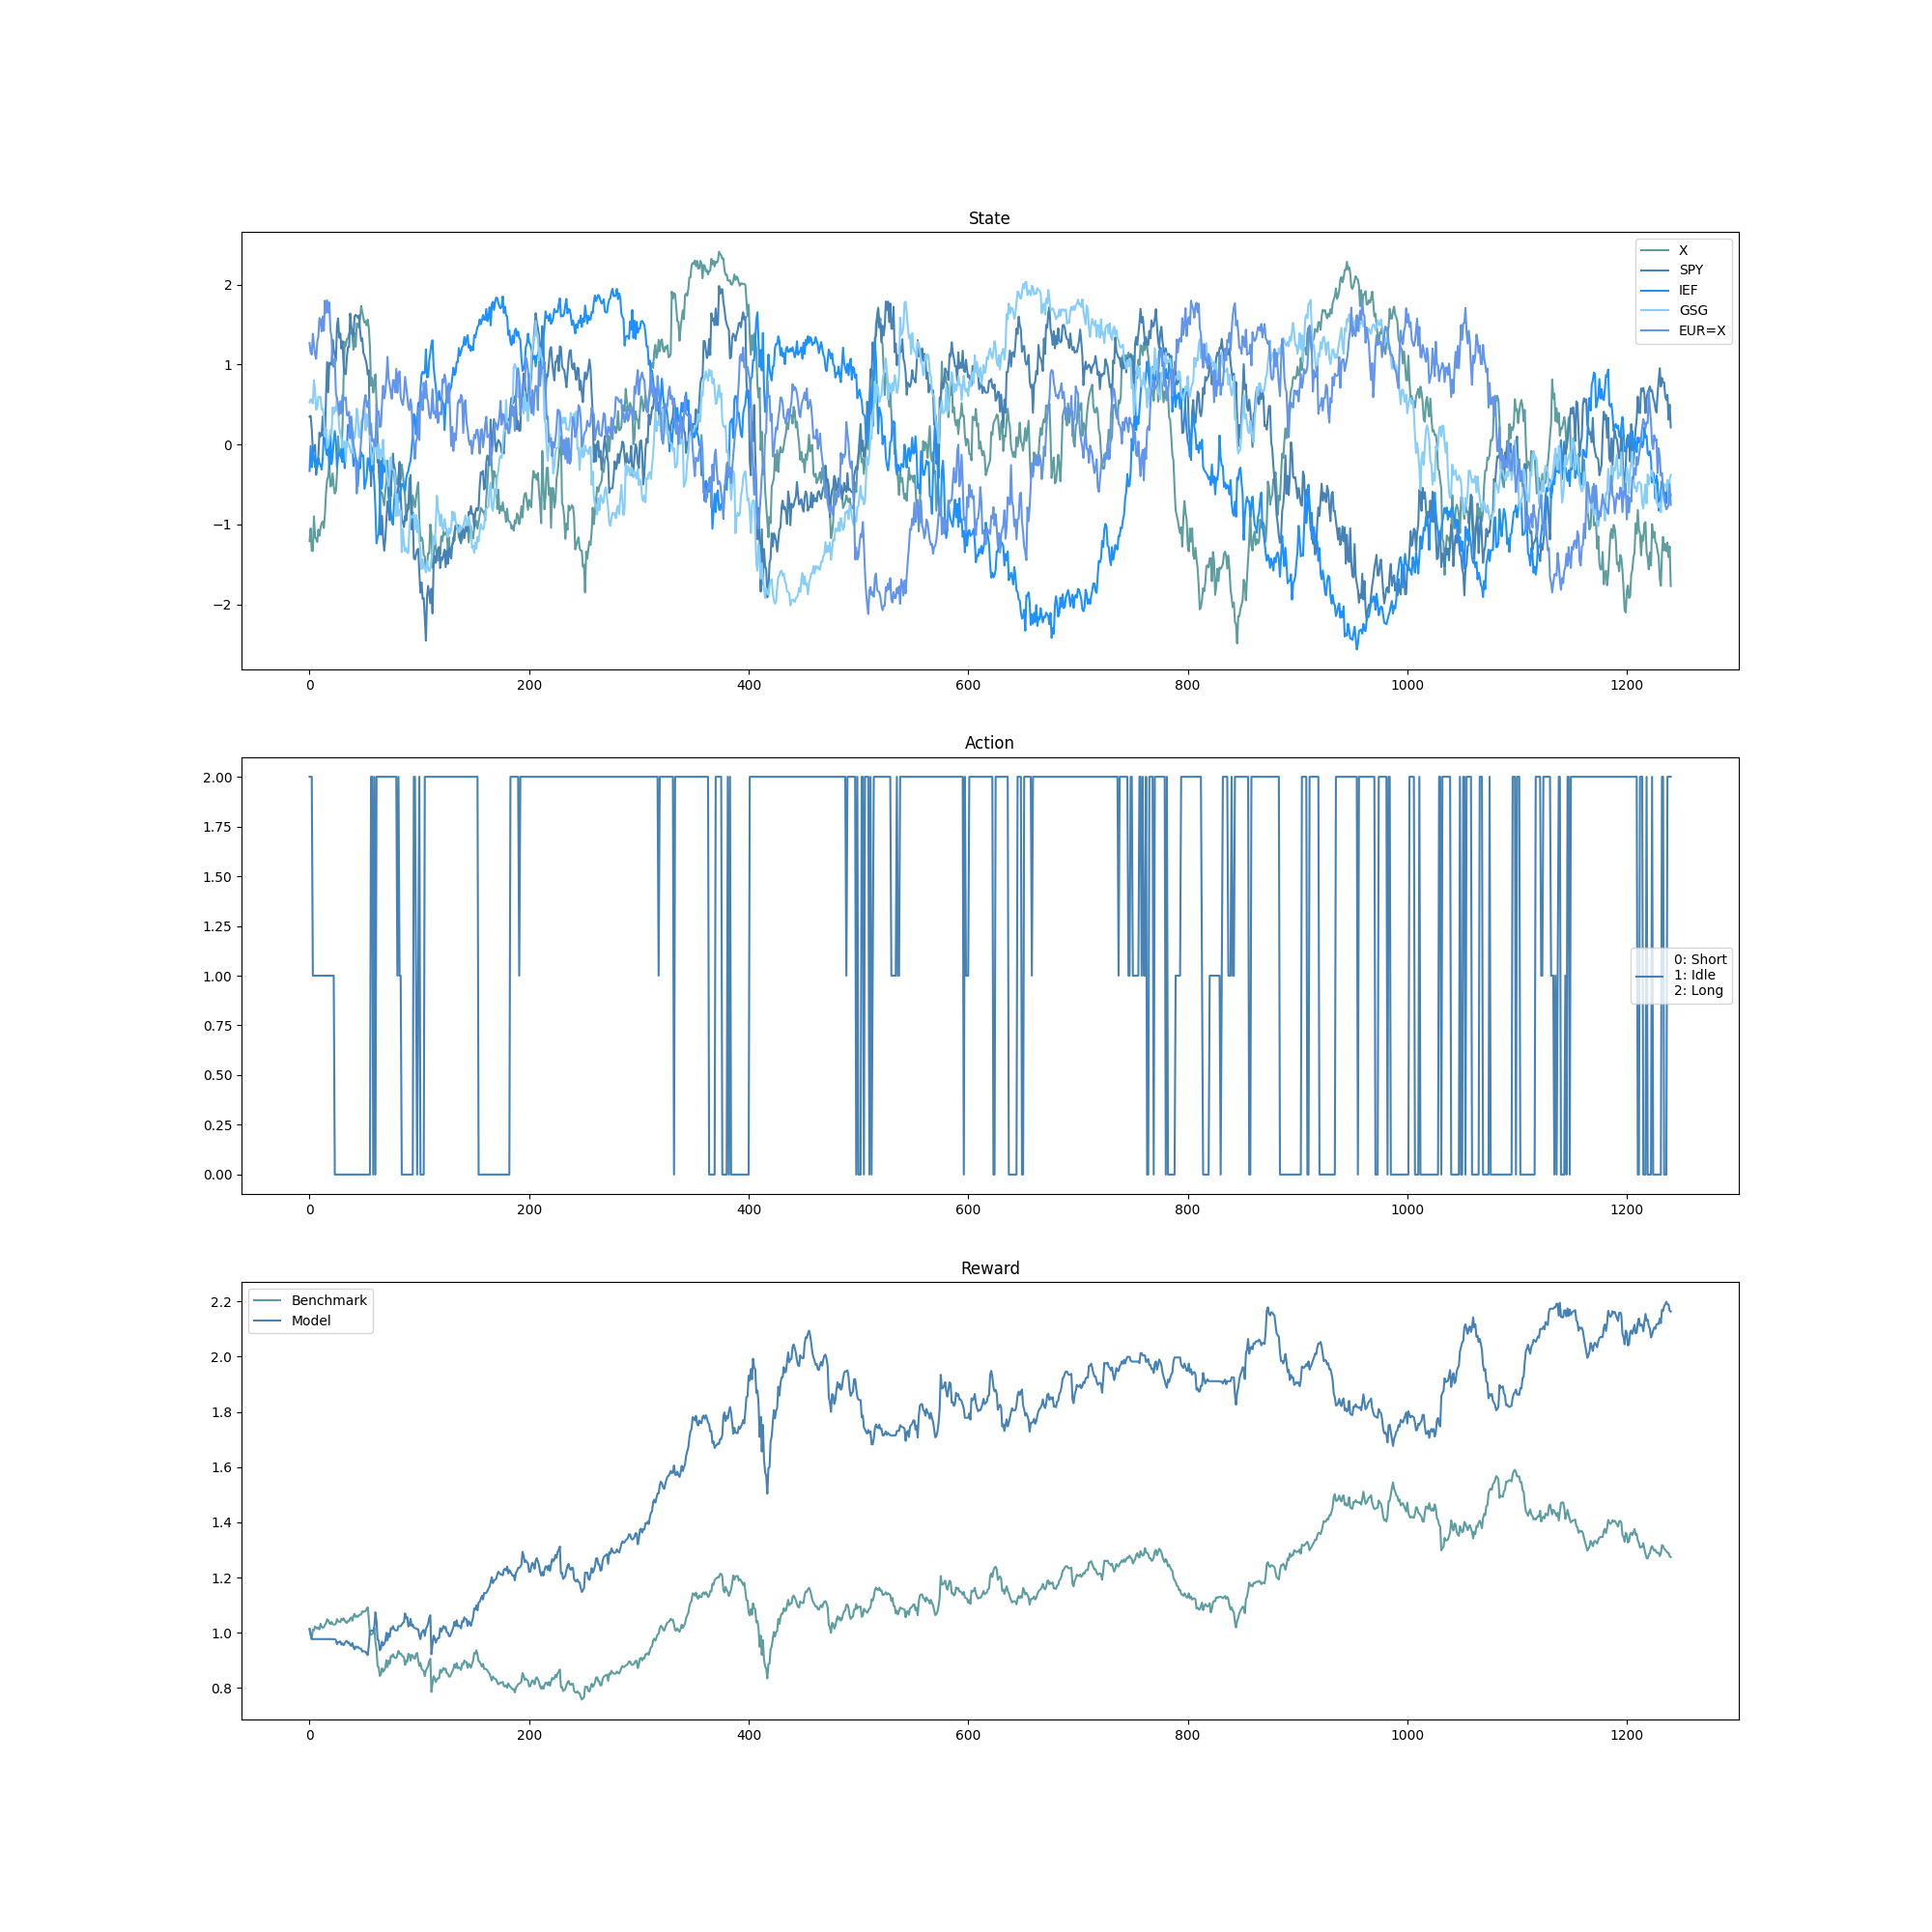 State
2
1
0
−1
−2
X
SPY
IEF
GSG
EUR=X
0 200 400 600 800 1000 1200
Action
2.00
1.75
1.50
1.25
1.00
0.75
0.50
0.25
0.00
0: Short
1: Idle
2: Long
0 200 400 600 800 1000 1200
Reward
Benchmark
Model
2.2
2.0
1.8
1.6
1.4
1.2
1.0
0.8
0 200 400 600 800 1000 1200